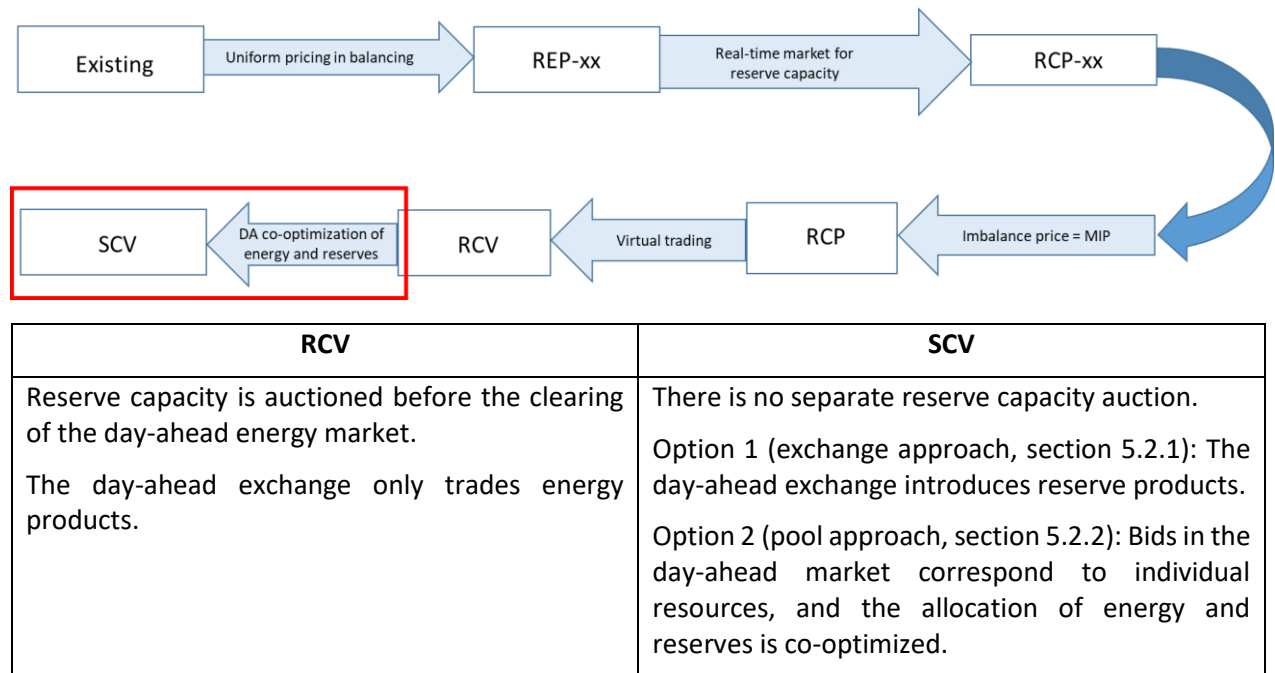 Existing
Uniform pricing in balancing
REP-xx
Real-time market for
reserve capacity
RCP-xx
SCV
DA co-optimization of
energy and reserves
RCV
Virtual trading
RCP
Imbalance price = MIP
RCV
SCV
Reserve capacity is auctioned before the clearing
of the day-ahead energy market.
The day-ahead exchange only trades energy
products.
There is no separate reserve capacity auction.
Option 1 (exchange approach, section 5.2.1): The
day-ahead exchange introduces reserve products.
Option 2 (pool approach, section 5.2.2): Bids in the
day-ahead market correspond to individual
resources, and the allocation of energy and
reserves is co-optimized.